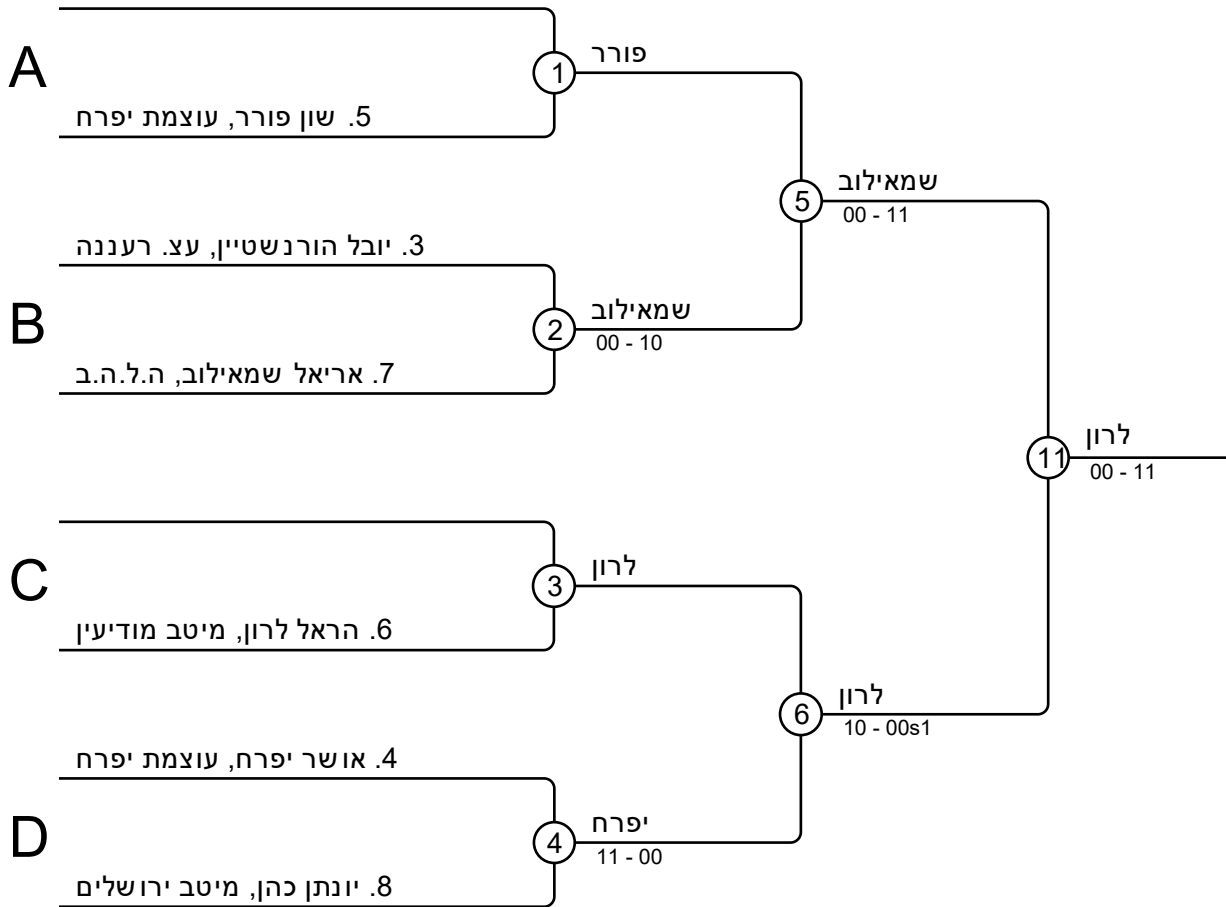 A
1
פורר
5. שון פורר, עוצמת יפרח
5
שמאילוב
00 - 11
3. יובל הורנשטיין, עצ. רעננה
B
2
שמאילוב
00 - 10
7. אריאל שמאילוב, ה.ל.ה.ב
11
לרון
00 - 11
C
3
לרון
6. הראל לרון, מיטב מודיעין
6
לרון
10 - 00s1
4. אושר יפרח, עוצמת יפרח
D
4
יפרח
11 - 00
8. יונתן כהן, מיטב ירושלים